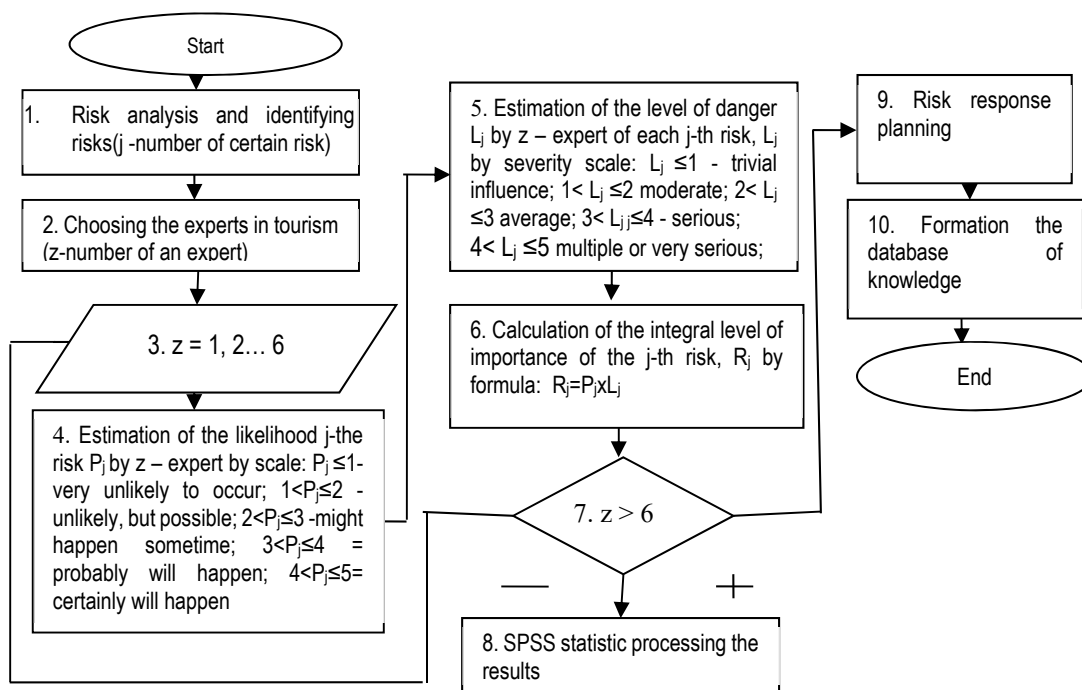 Start
1. Risk analysis and identifying
risks(j -number of certain risk)
2. Choosing the experts in tourism
(z-number of an expert)
3. z = 1, 2... 6
4. Estimation of the likelihood j-the
risk Pj by z – expert by scale: Pj ≤1-
very unlikely to occur; 1<Pj≤2 -
unlikely, but possible; 2<Pj≤3 -might
happen sometime; 3<Pj≤4 =
probably will happen; 4<Pj≤5=
certainly will happen
5. Estimation of the level of danger
Lj by z – expert of each j-th risk, Lj
by severity scale: Lj ≤1 - trivial
influence; 1< Lj ≤2 moderate; 2< Lj
≤3 average; 3< Lj j≤4 - serious;
4< Lj ≤5 multiple or very serious;
6. Calculation of the integral level of
importance of the j-th risk, Rj by
formula: Rj=PjxLj
7. z > 6
— +
8. SPSS statistic processing the
results
9. Risk response
planning
10. Formation the
database of
knowledge
End